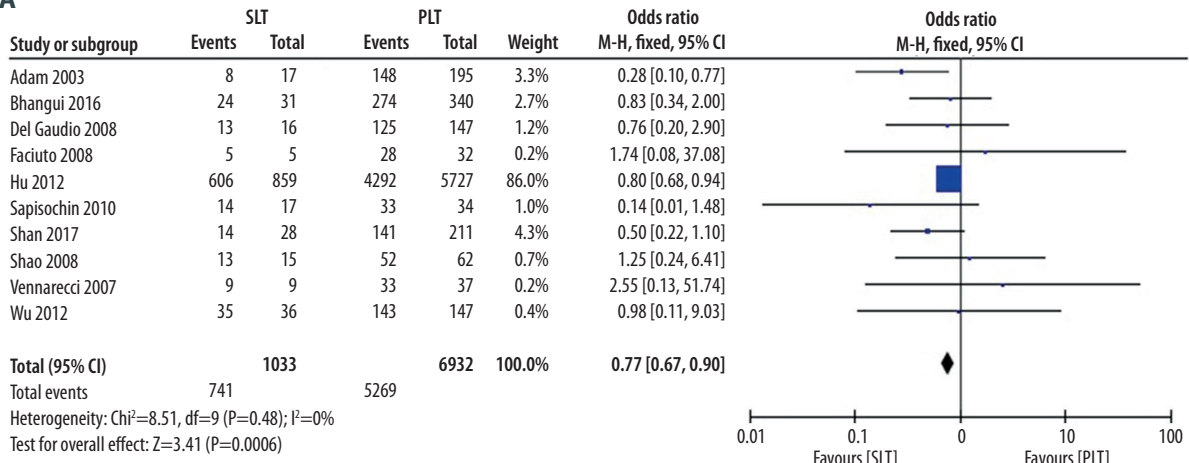 A
SLT PLT Odds ratio Odds ratio
Study or subgroup Events Total Events Total Weight M-H, fixed, 95% CI M-H, fixed, 95% CI
Adam 2003 8 17 148 195 3.3% 0.28 [0.10, 0.77]
Bhangui 2016 24 31 274 340 2.7% 0.83 [0.34, 2.00]
Del Gaudio 2008 13 16 125 147 1.2% 0.76 [0.20, 2.90]
Faciuto 2008 5 5 28 32 0.2% 1.74 [0.08, 37.08]
Hu 2012 606 859 4292 5727 86.0% 0.80 [0.68, 0.94]
Sapisochin 2010 14 17 33 34 1.0% 0.14 [0.01, 1.48]
Shan 2017 14 28 141 211 4.3% 0.50 [0.22, 1.10]
Shao 2008 13 15 52 62 0.7% 1.25 [0.24, 6.41]
Vennarecci 2007 9 9 33 37 0.2% 2.55 [0.13, 51.74]
Wu 2012 35 36 143 147 0.4% 0.98 [0.11, 9.03]
Total (95% CI) 1033 6932 100.0% 0.77 [0.67, 0.90]
Total events 741 5269
Heterogeneity: Chi²=8.51, df=9 (P=0.48); I²=0%
Test for overall effect: Z=3.41 (P=0.0006)
0.01 0.1 0 10 100
Favours [SLT] Favours [PLT]